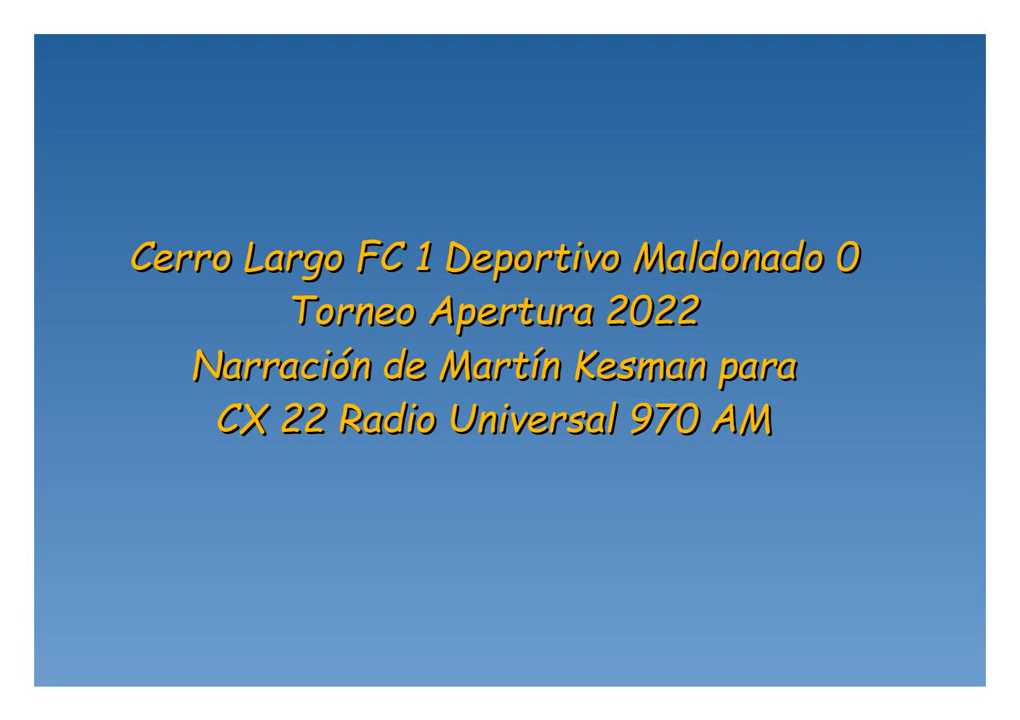 Cerro Largo FC 1 Deportivo Maldonado 0
Torneo Apertura 2022
Narración de Martín Kesman para
CX 22 Radio Universal 970 AM